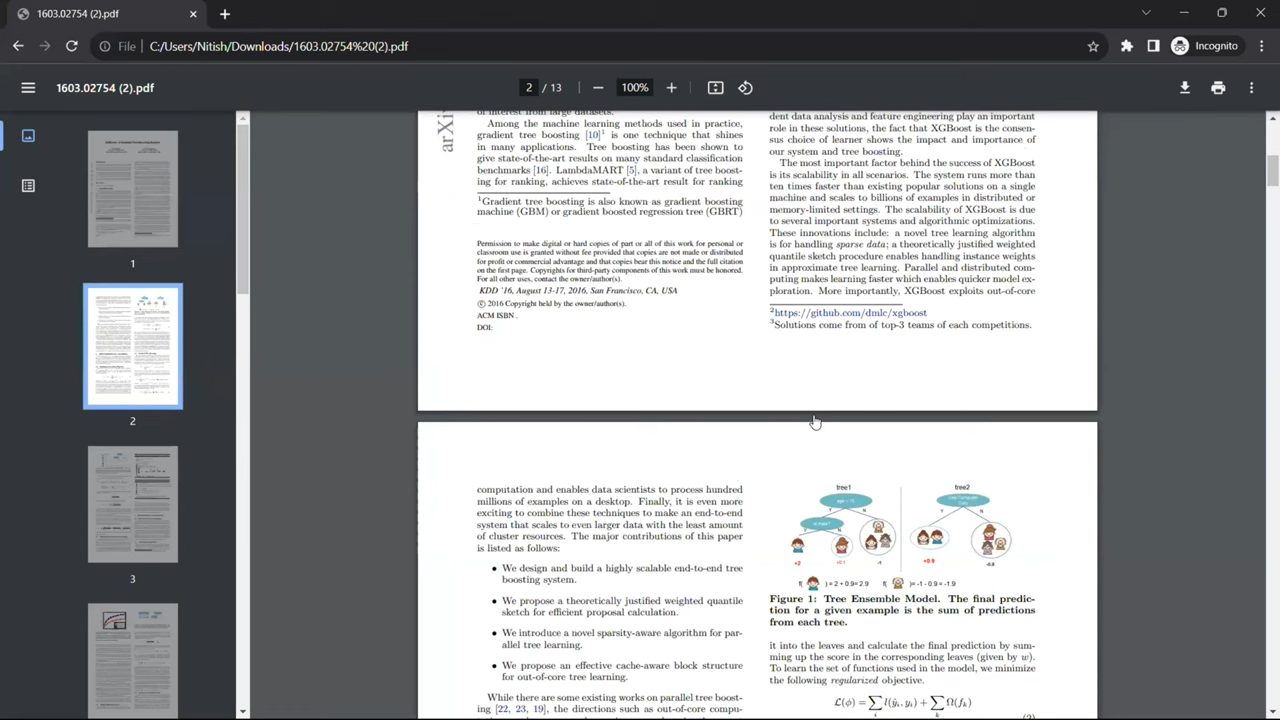 1603.02754 (2).pdf
File
C:/Users/Nitish/Downloads/1603.02754%20(2).pdf
Incognito
1603.02754 (2).pdf
2 / 13
100%
1
2
3
arXi
of interest from large datasets.
Among the machine learning methods used in practice,
gradient tree boosting [10]1 is one technique that shines
in many applications. Tree boosting has been shown to
give state-of-the-art results on many standard classification
benchmarks [16]. LambdaMART [5], a variant of tree boost-
ing for ranking, achieves state-of-the-art result for ranking
1Gradient tree boosting is also known as gradient boosting
machine (GBM) or gradient boosted regression tree (GBRT)
Permission to make digital or hard copies of part or all of this work for personal or
classroom use is granted without fee provided that copies are not made or distributed
for profit or commercial advantage and that copies bear this notice and the full citation
on the first page. Copyrights for third-party components of this work must be honored.
For all other uses, contact the owner/author(s).
KDD '16, August 13-17, 2016, San Francisco, CA, USA
© 2016 Copyright held by the owner/author(s).
ACM ISBN .
DOI:
dent data analysis and feature engineering play an important
role in these solutions, the fact that XGBoost is the consen-
sus choice of learner shows the impact and importance of
our system and tree boosting.
The most important factor behind the success of XGBoost
is its scalability in all scenarios. The system runs more than
ten times faster than existing popular solutions on a single
machine and scales to billions of examples in distributed or
memory-limited settings. The scalability of XGBoost is due
to several important systems and algorithmic optimizations.
These innovations include: a novel tree learning algorithm
is for handling sparse data; a theoretically justified weighted
quantile sketch procedure enables handling instance weights
in approximate tree learning. Parallel and distributed com-
puting makes learning faster which enables quicker model ex-
ploration. More importantly, XGBoost exploits out-of-core
2https://github.com/dmlc/xgboost
3Solutions come from of top-3 teams of each competitions.
computation and enables data scientists to process hundred
millions of examples on a desktop. Finally, it is even more
exciting to combine these techniques to make an end-to-end
system that scales to even larger data with the least amount
of cluster resources. The major contributions of this paper
is listed as follows:
• We design and build a highly scalable end-to-end tree
boosting system.
• We propose a theoretically justified weighted quantile
sketch for efficient proposal calculation.
• We introduce a novel sparsity-aware algorithm for par-
allel tree learning.
• We propose an effective cache-aware block structure
for out-of-core tree learning.
While there are some existing works on parallel tree boost-
ing [22, 23, 19], the directions such as out-of-core compu-
tree1
tree2
Y N
Y N
+2
+0.1
-1
+0.9
-0.9
f( ) = 2 + 0.9= 2.9 f( )= -1 - 0.9 = -1.9
Figure 1: Tree Ensemble Model. The final predic-
tion for a given example is the sum of predictions
from each tree.
it into the leaves and calculate the final prediction by sum-
ming up the score in the corresponding leaves (given by w).
To learn the set of functions used in the model, we minimize
the following regularized objective.
ℒ(ϕ) = ∑i l(ŷi, yi) + ∑k Ω(fk)